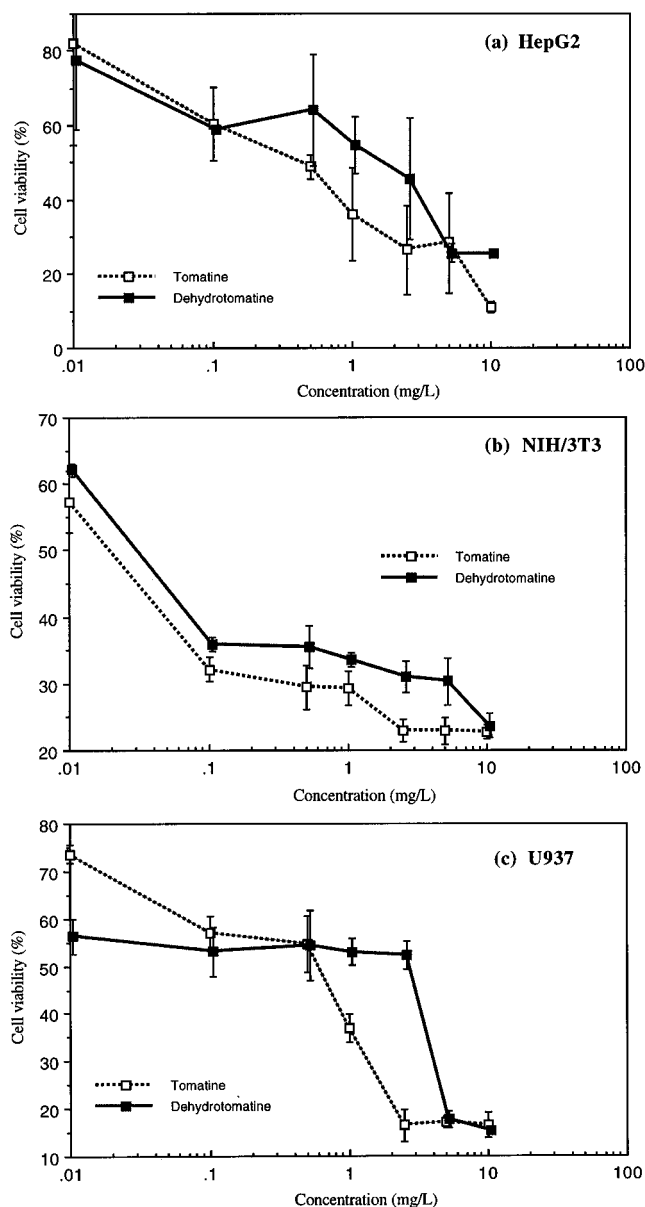 (a) HepG2
80
60
40
20
0
Cell viability (%)
Tomatine
Dehydrotomatine
.01 .1 1 10 100
Concentration (mg/L)
(b) NIH/3T3
70
60
50
40
30
20
Cell viability (%)
Tomatine
Dehydrotomatine
.01 .1 1 10 100
Concentration (mg/L)
(c) U937
80
70
60
50
40
30
20
10
Cell viability (%)
Tomatine
Dehydrotomatine
.01 .1 1 10 100
Concentration (mg/L)